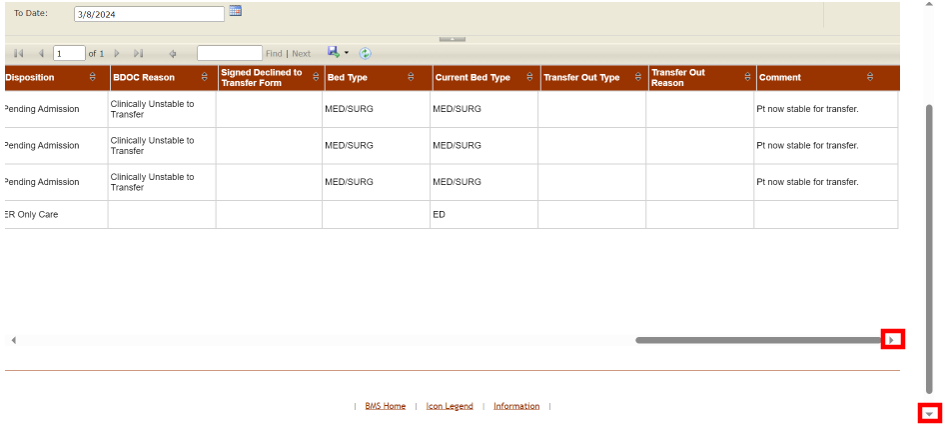 To Date: 3/8/2024
1 of 1 Find | Next
Disposition BDOC Reason Signed Declined to Transfer Form Bed Type Current Bed Type Transfer Out Type Transfer Out Reason Comment
Pending Admission Clinically Unstable to Transfer MED/SURG MED/SURG Pt now stable for transfer.
Pending Admission Clinically Unstable to Transfer MED/SURG MED/SURG Pt now stable for transfer.
Pending Admission Clinically Unstable to Transfer MED/SURG MED/SURG Pt now stable for transfer.
ER Only Care ED
| BMS Home | Icon Legend | Information |